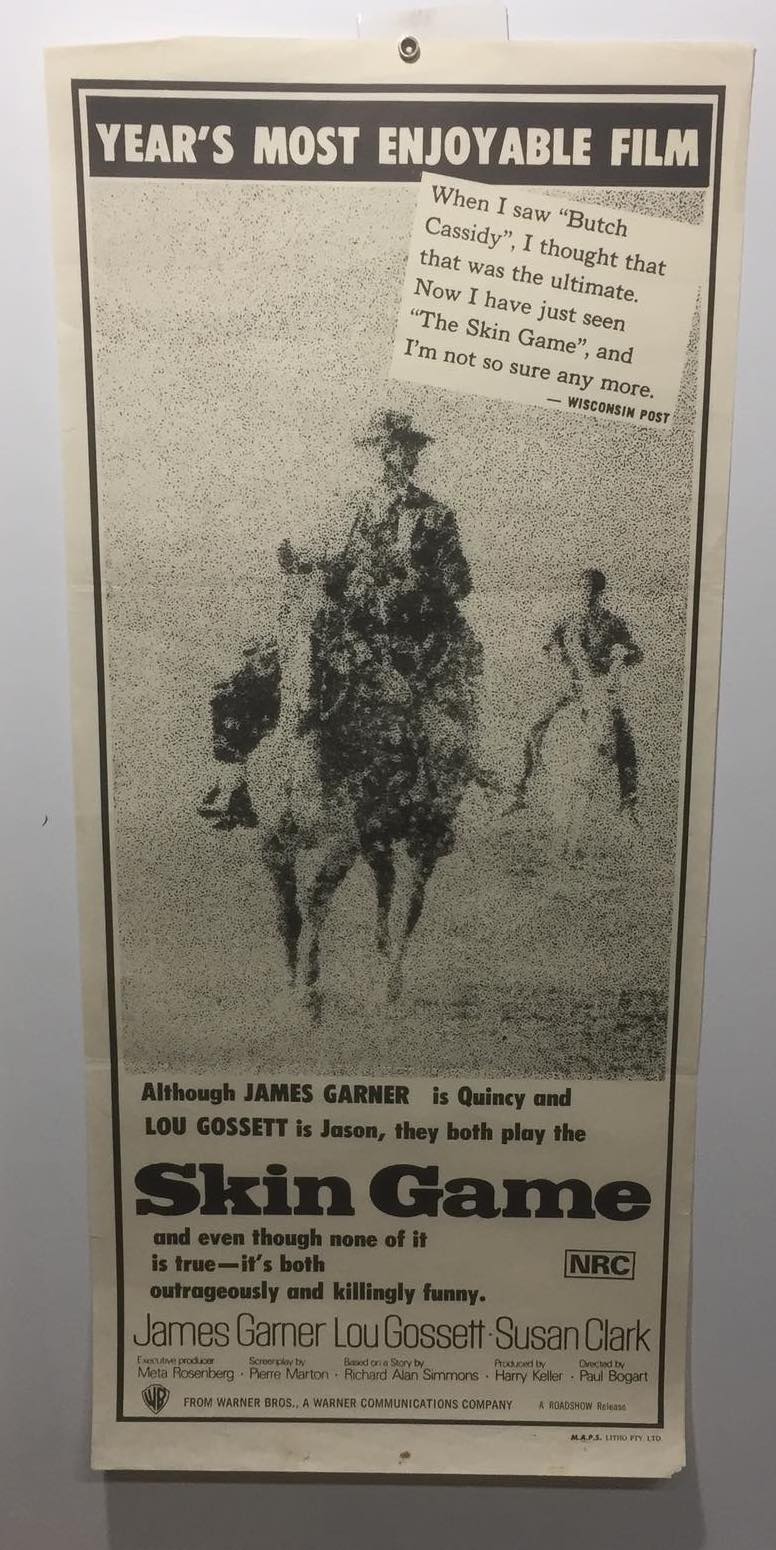 YEAR'S MOST ENJOYABLE FILM
When I saw "Butch
Cassidy", I thought that
that was the ultimate.
Now I have just seen
"The Skin Game", and
I'm not so sure any more.
— WISCONSIN POST
Although JAMES GARNER is Quincy and
LOU GOSSETT is Jason, they both play the
Skin Game
and even though none of it
is true—it's both
outrageously and killingly funny.
NRC
James Garner Lou Gossett · Susan Clark
Executive producer Screenplay by Based on a Story by Produced by Directed by
Meta Rosenberg · Pierre Marton · Richard Alan Simmons · Harry Keller · Paul Bogart
WB FROM WARNER BROS., A WARNER COMMUNICATIONS COMPANY A ROADSHOW Release
M.A.P.S. LITHO PTY. LTD